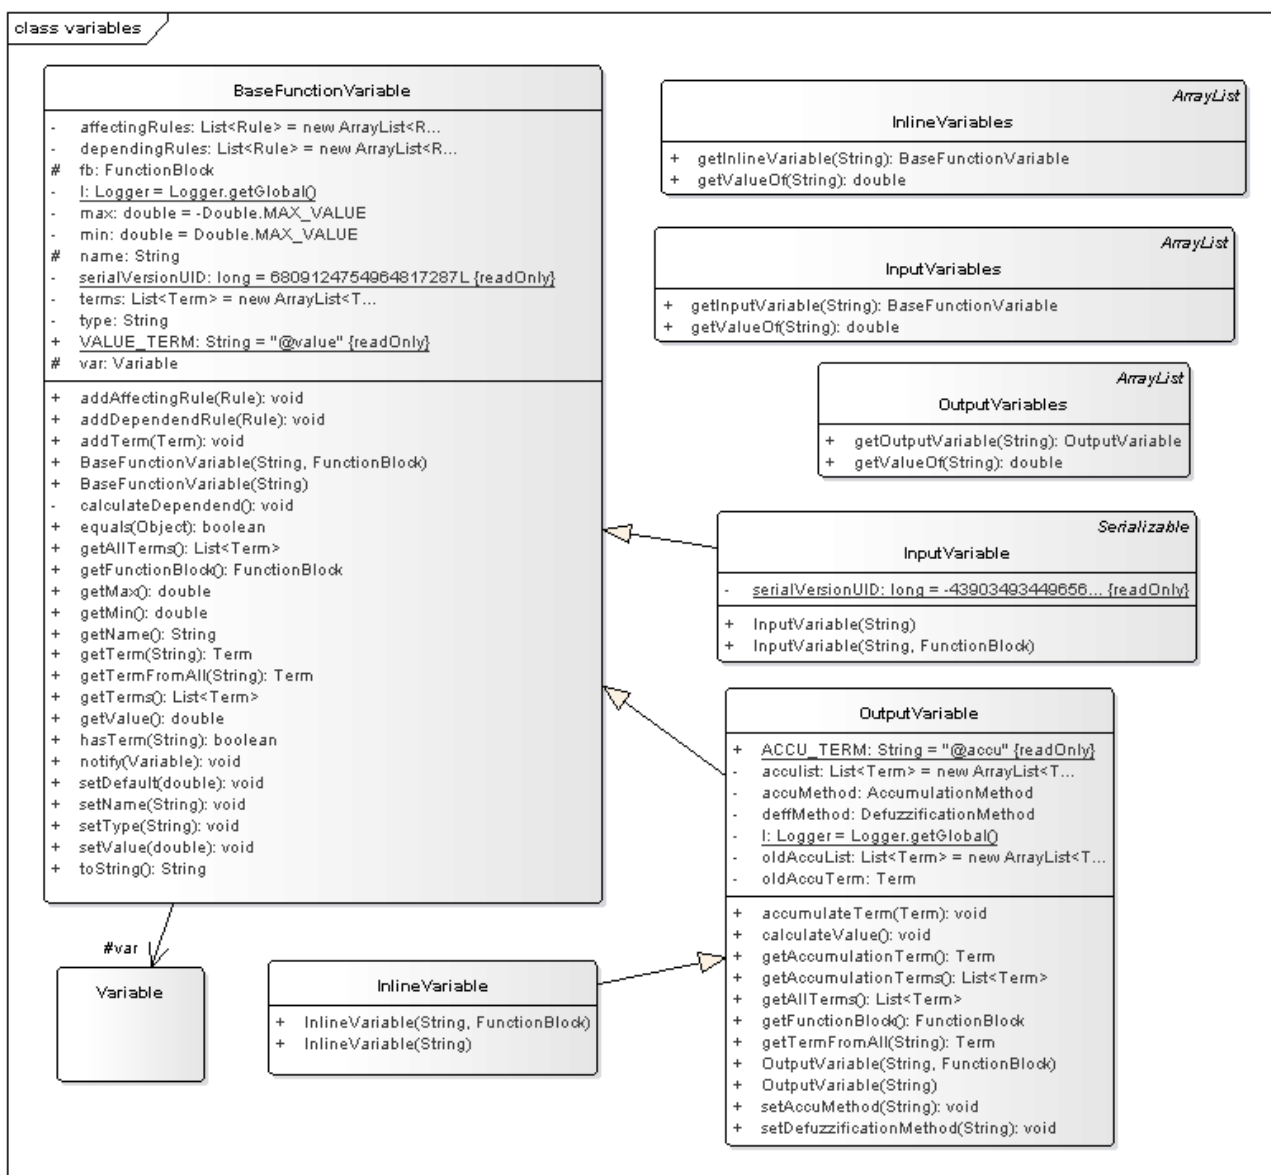 class variables
BaseFunctionVariable
- affectingRules: List<Rule> = new ArrayList<R...
- dependingRules: List<Rule> = new ArrayList<R...
# fb: FunctionBlock
- l: Logger = Logger.getGlobal()
- max: double = -Double.MAX_VALUE
- min: double = Double.MAX_VALUE
# name: String
- serialVersionUID: long = 6809124754964817287L {readOnly}
- terms: List<Term> = new ArrayList<T...
- type: String
+ VALUE_TERM: String = "@value" {readOnly}
# var: Variable
+ addAffectingRule(Rule): void
+ addDependendRule(Rule): void
+ addTerm(Term): void
+ BaseFunctionVariable(String, FunctionBlock)
+ BaseFunctionVariable(String)
- calculateDependend(): void
+ equals(Object): boolean
+ getAllTerms(): List<Term>
+ getFunctionBlock(): FunctionBlock
+ getMax(): double
+ getMin(): double
+ getName(): String
+ getTerm(String): Term
+ getTermFromAll(String): Term
+ getTerms(): List<Term>
+ getValue(): double
+ hasTerm(String): boolean
+ notify(Variable): void
+ setDefault(double): void
+ setName(String): void
+ setType(String): void
+ setValue(double): void
+ toString(): String
ArrayList
InlineVariables
+ getInlineVariable(String): BaseFunctionVariable
+ getValueOf(String): double
ArrayList
InputVariables
+ getInputVariable(String): BaseFunctionVariable
+ getValueOf(String): double
ArrayList
OutputVariables
+ getOutputVariable(String): OutputVariable
+ getValueOf(String): double
Serializable
InputVariable
- serialVersionUID: long = -43903493449656... {readOnly}
+ InputVariable(String)
+ InputVariable(String, FunctionBlock)
OutputVariable
+ ACCU_TERM: String = "@accu" {readOnly}
- acculist: List<Term> = new ArrayList<T...
- accuMethod: AccumulationMethod
- deffMethod: DefuzzificationMethod
- l: Logger = Logger.getGlobal()
- oldAccuList: List<Term> = new ArrayList<T...
- oldAccuTerm: Term
+ accumulateTerm(Term): void
+ calculateValue(): void
+ getAccumulationTerm(): Term
+ getAccumulationTerms(): List<Term>
+ getAllTerms(): List<Term>
+ getFunctionBlock(): FunctionBlock
+ getTermFromAll(String): Term
+ OutputVariable(String, FunctionBlock)
+ OutputVariable(String)
+ setAccuMethod(String): void
+ setDefuzzificationMethod(String): void
#var
Variable
InlineVariable
+ InlineVariable(String, FunctionBlock)
+ InlineVariable(String)